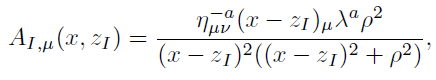 A_{I,\mu}(x, z_I) = \frac{\eta^{-a}_{\mu\nu}(x - z_I)_\mu \lambda^a \rho^2}{(x - z_I)^2((x - z_I)^2 + \rho^2)},